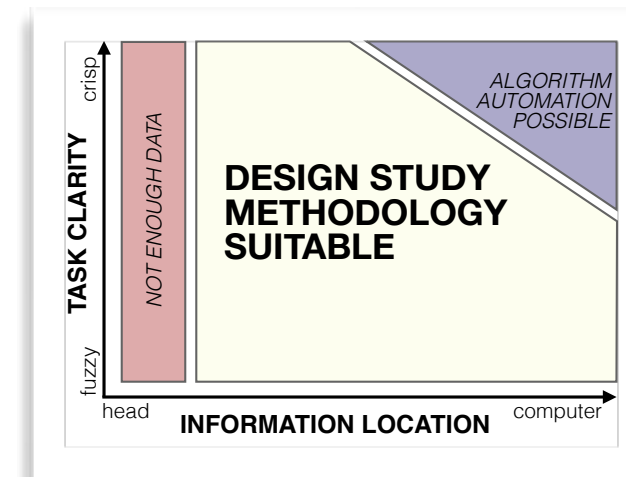 crisp
TASK CLARITY
fuzzy
NOT ENOUGH DATA
DESIGN STUDY
METHODOLOGY
SUITABLE
ALGORITHM
AUTOMATION
POSSIBLE
head
INFORMATION LOCATION
computer